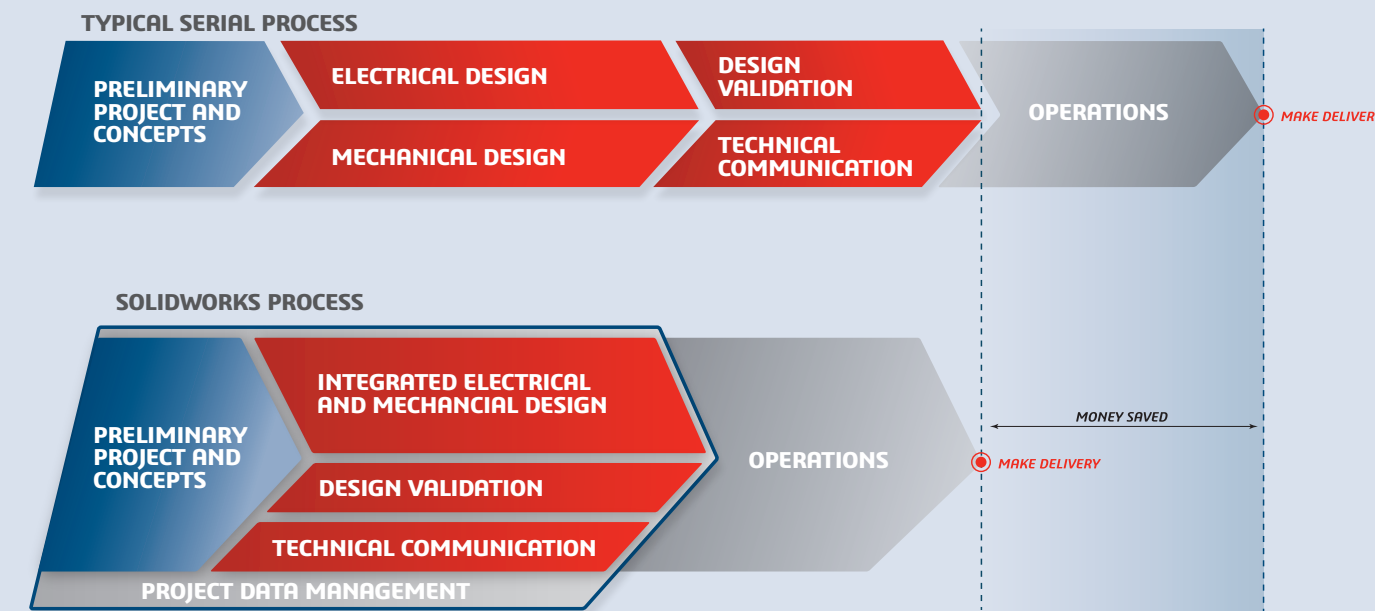 TYPICAL SERIAL PROCESS
PRELIMINARY
PROJECT AND
CONCEPTS
ELECTRICAL DESIGN
MECHANICAL DESIGN
DESIGN
VALIDATION
TECHNICAL
COMMUNICATION
OPERATIONS
MAKE DELIVER
SOLIDWORKS PROCESS
PRELIMINARY
PROJECT AND
CONCEPTS
INTEGRATED ELECTRICAL
AND MECHANCIAL DESIGN
DESIGN VALIDATION
TECHNICAL COMMUNICATION
PROJECT DATA MANAGEMENT
OPERATIONS
MAKE DELIVERY
MONEY SAVED